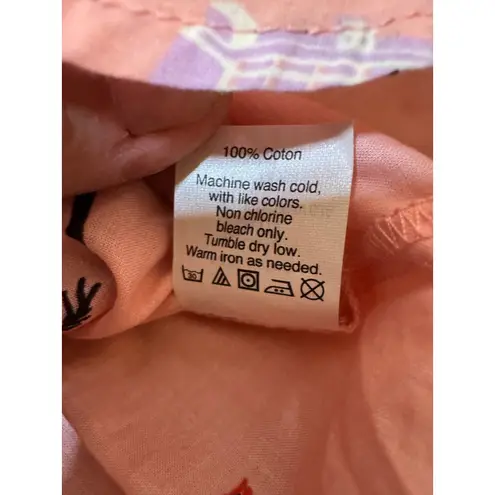 100% Coton
Machine wash cold,
with like colors.
Non chlorine
bleach only.
Tumble dry low.
Warm iron as needed.
30